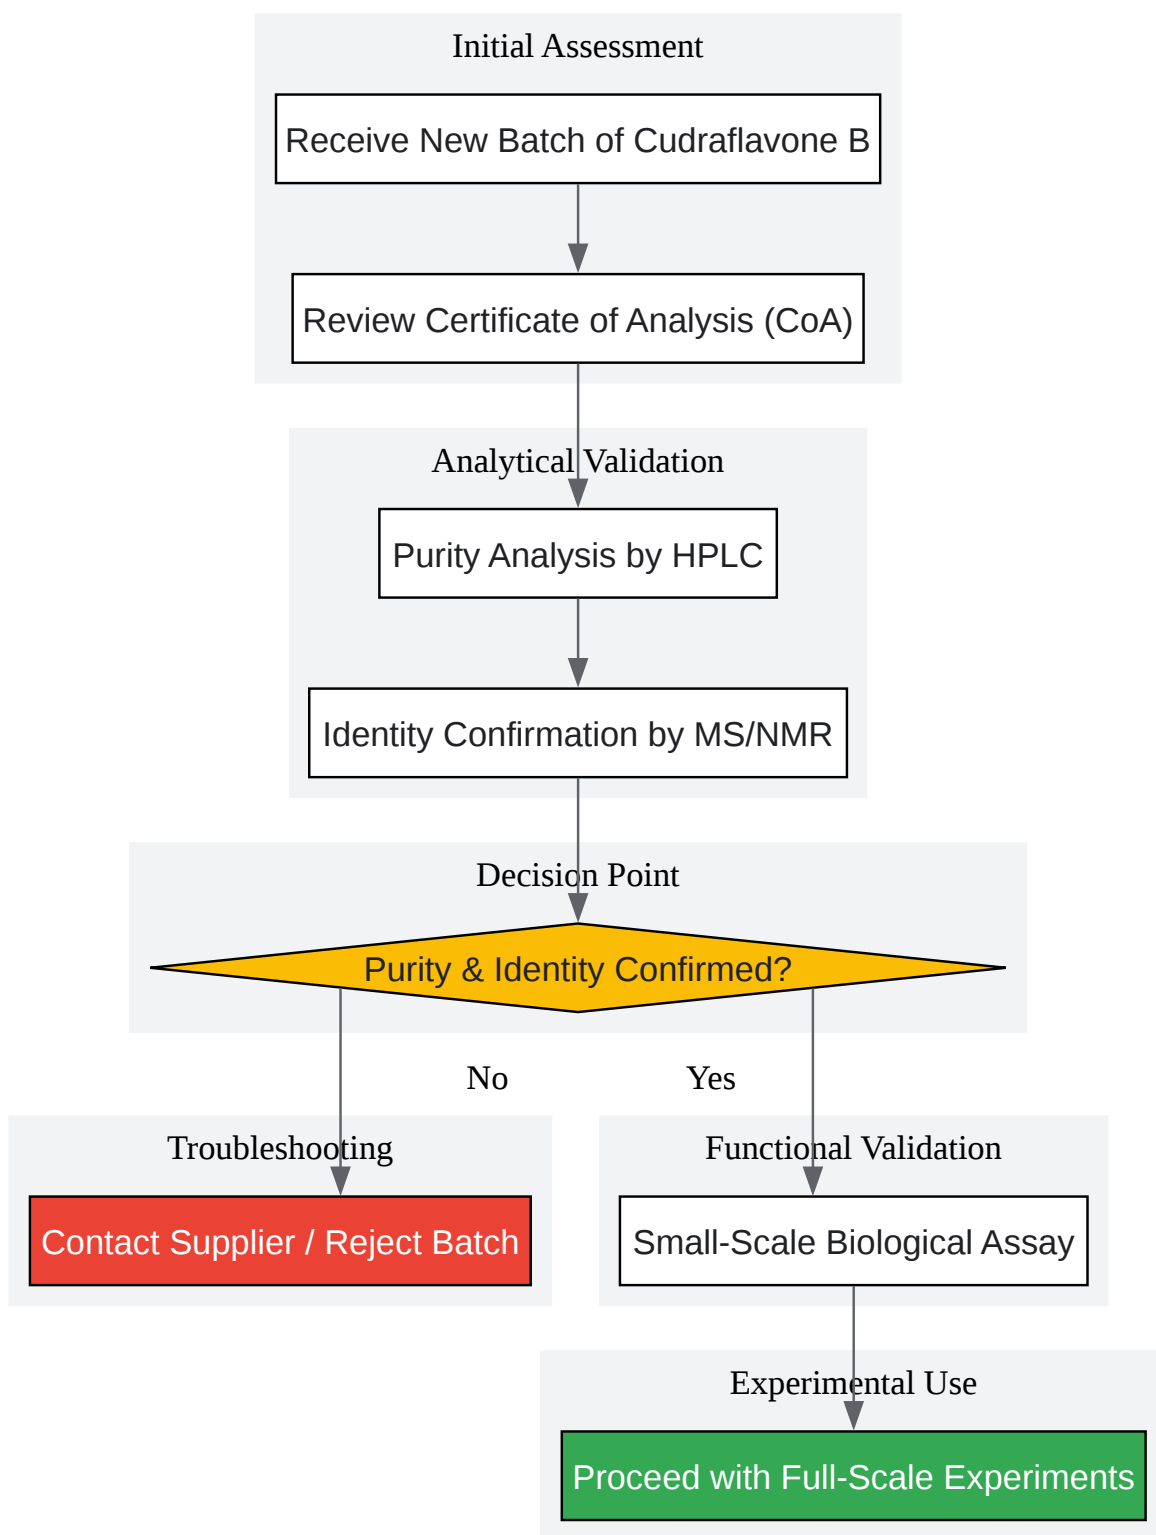 Initial Assessment
Receive New Batch of Cudraflavone B
Review Certificate of Analysis (CoA)
Analytical Validation
Purity Analysis by HPLC
Identity Confirmation by MS/NMR
Decision Point
Purity & Identity Confirmed?
No
Yes
Troubleshooting
Contact Supplier / Reject Batch
Functional Validation
Small-Scale Biological Assay
Experimental Use
Proceed with Full-Scale Experiments